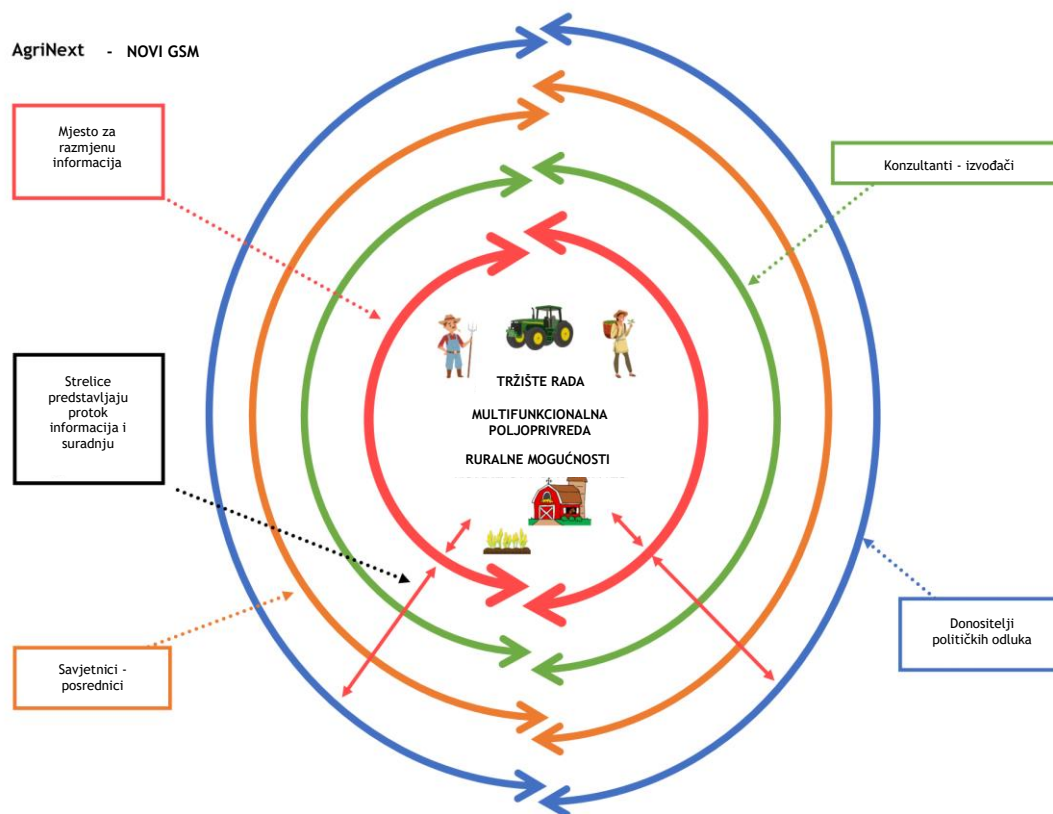 AgriNext - NOVI GSM
Mjesto za
razmjenu
informacija
Konzultanti - izvođači
Strelice
predstavljaju
protok
informacija i
suradnju
TRŽIŠTE RADA
MULTIFUNKCIONALNA
POLJOPRIVREDA
RURALNE MOGUĆNOSTI
Savjetnici -
posrednici
Donositelji
političkih odluka